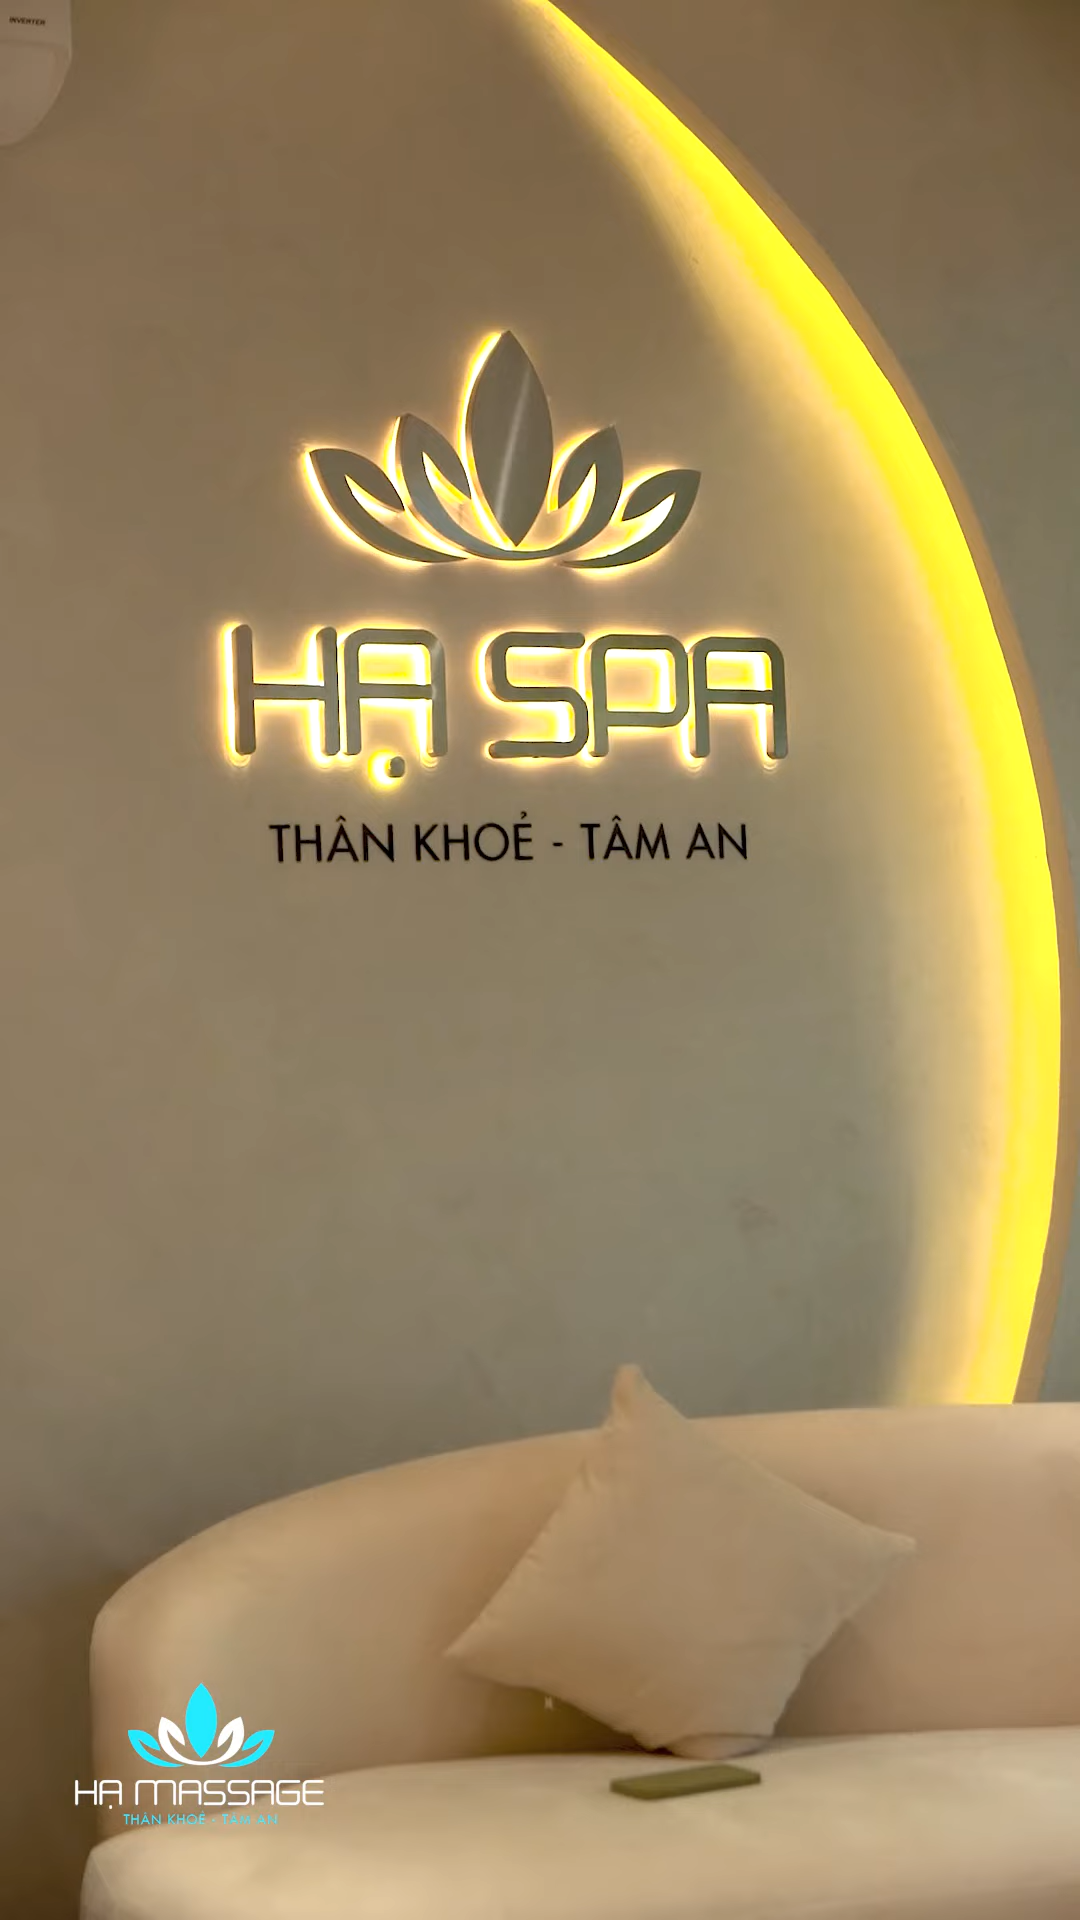 INVERTER
HẠ SPA
THÂN KHOẺ - TÂM AN
HẠ MASSAGE
THÂN KHOẺ - TÂM AN